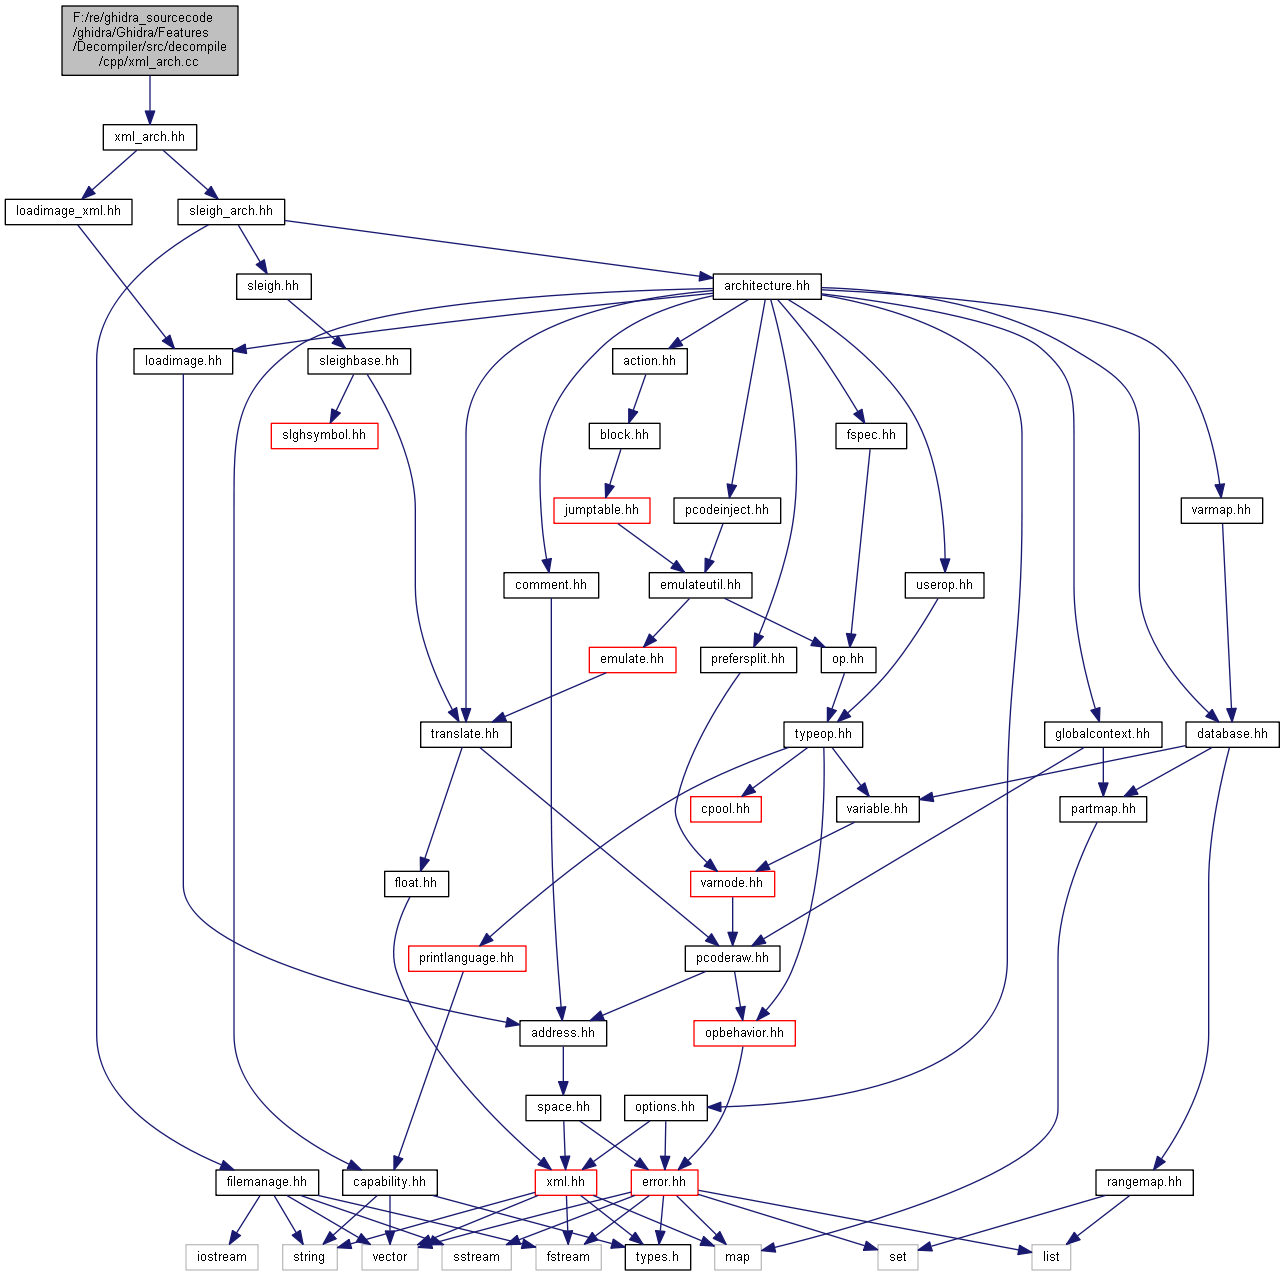 F:/re/ghidra_sourcecode
/ghidra/Ghidra/Features
/Decompiler/src/decompile
/cpp/xml_arch.cc
xml_arch.hh
loadimage_xml.hh
sleigh_arch.hh
sleigh.hh
architecture.hh
loadimage.hh
sleighbase.hh
action.hh
slghsymbol.hh
block.hh
fspec.hh
jumptable.hh
pcodeinject.hh
varmap.hh
comment.hh
emulateutil.hh
userop.hh
emulate.hh
prefersplit.hh
op.hh
translate.hh
typeop.hh
globalcontext.hh
database.hh
cpool.hh
variable.hh
partmap.hh
float.hh
varnode.hh
printlanguage.hh
pcoderaw.hh
address.hh
opbehavior.hh
space.hh
options.hh
filemanage.hh
capability.hh
xml.hh
error.hh
rangemap.hh
iostream
string
vector
sstream
fstream
types.h
map
set
list